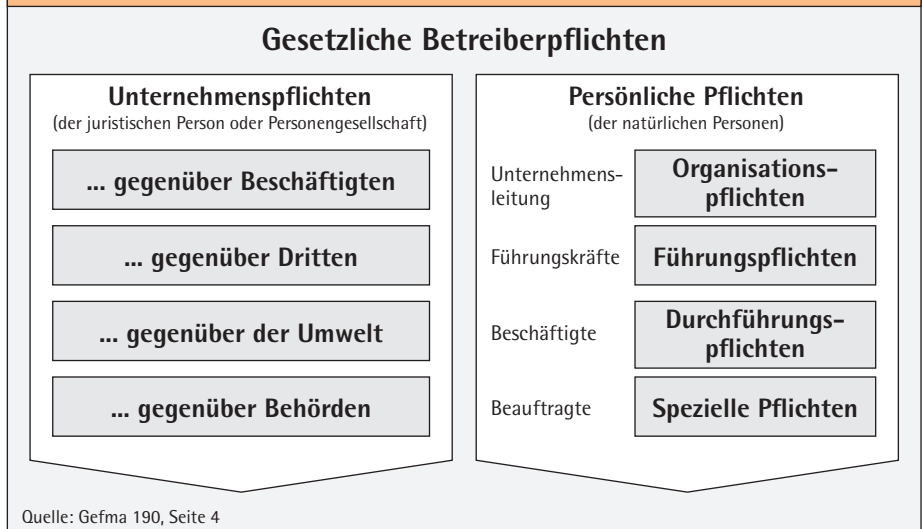 Gesetzliche Betreiberpflichten
Unternehmenspflichten
(der juristischen Person oder Personengesellschaft)
... gegenüber Beschäftigten
... gegenüber Dritten
... gegenüber der Umwelt
... gegenüber Behörden
Persönliche Pflichten
(der natürlichen Personen)
Unternehmens-
leitung
Organisations-
pflichten
Führungskräfte
Führungspflichten
Beschäftigte
Durchführungs-
pflichten
Beauftragte
Spezielle Pflichten
Quelle: Gefma 190, Seite 4